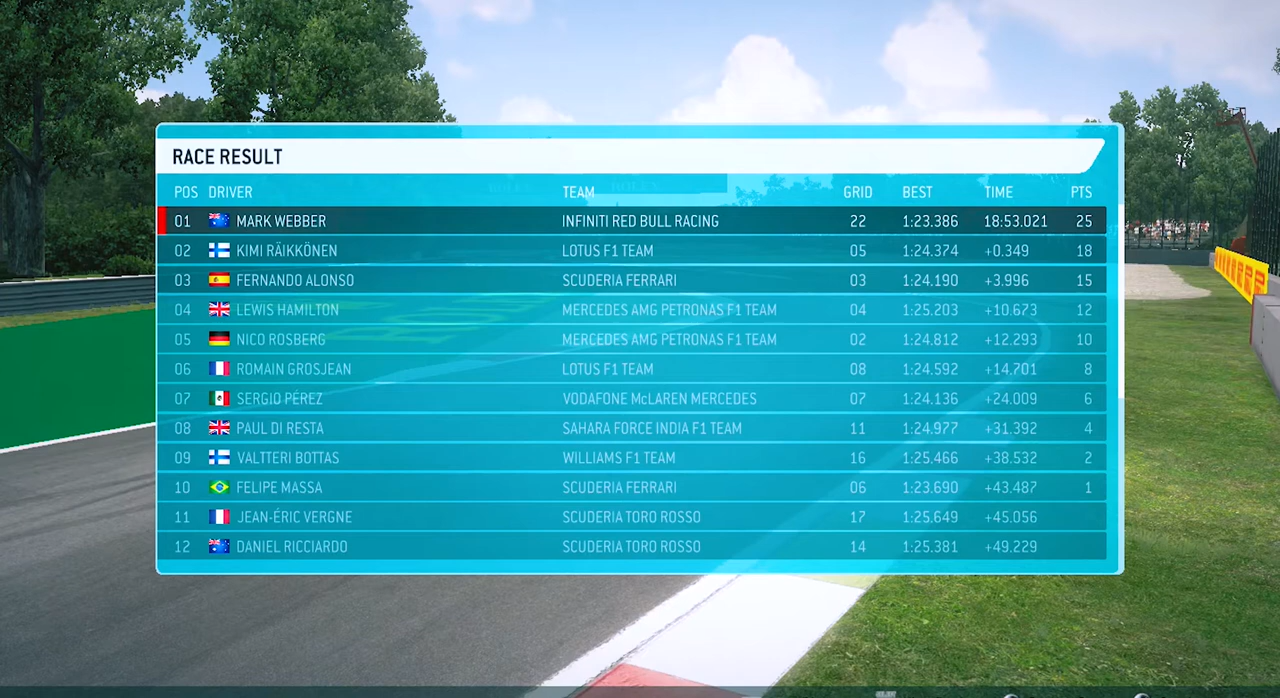 RACE RESULT
POS DRIVER TEAM GRID BEST TIME PTS
01 MARK WEBBER INFINITI RED BULL RACING 22 1:23.386 18:53.021 25
02 KIMI RÄIKKÖNEN LOTUS F1 TEAM 05 1:24.374 +0.349 18
03 FERNANDO ALONSO SCUDERIA FERRARI 03 1:24.190 +3.996 15
04 LEWIS HAMILTON MERCEDES AMG PETRONAS F1 TEAM 04 1:25.203 +10.673 12
05 NICO ROSBERG MERCEDES AMG PETRONAS F1 TEAM 02 1:24.812 +12.293 10
06 ROMAIN GROSJEAN LOTUS F1 TEAM 08 1:24.592 +14.701 8
07 SERGIO PÉREZ VODAFONE McLAREN MERCEDES 07 1:24.136 +24.009 6
08 PAUL DI RESTA SAHARA FORCE INDIA F1 TEAM 11 1:24.977 +31.392 4
09 VALTTERI BOTTAS WILLIAMS F1 TEAM 16 1:25.466 +38.532 2
10 FELIPE MASSA SCUDERIA FERRARI 06 1:23.690 +43.487 1
11 JEAN-ÉRIC VERGNE SCUDERIA TORO ROSSO 17 1:25.649 +45.056
12 DANIEL RICCIARDO SCUDERIA TORO ROSSO 14 1:25.381 +49.229